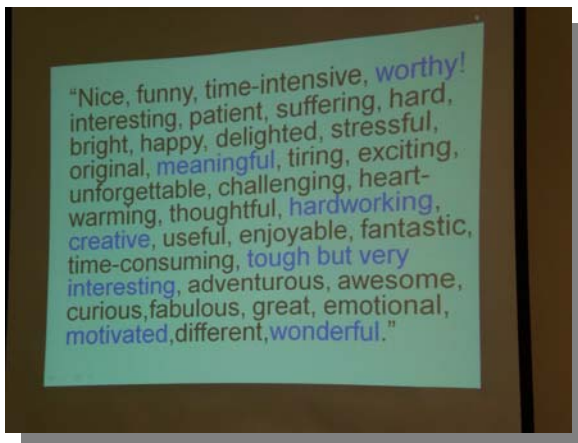 “Nice, funny, time-intensive, worthy!
interesting, patient, suffering, hard,
bright, happy, delighted, stressful,
original, meaningful, tiring, exciting,
unforgettable, challenging, heart-
warming, thoughtful, hardworking,
creative, useful, enjoyable, fantastic,
time-consuming, tough but very
interesting, adventurous, awesome,
curious,fabulous, great, emotional,
motivated,different,wonderful.”